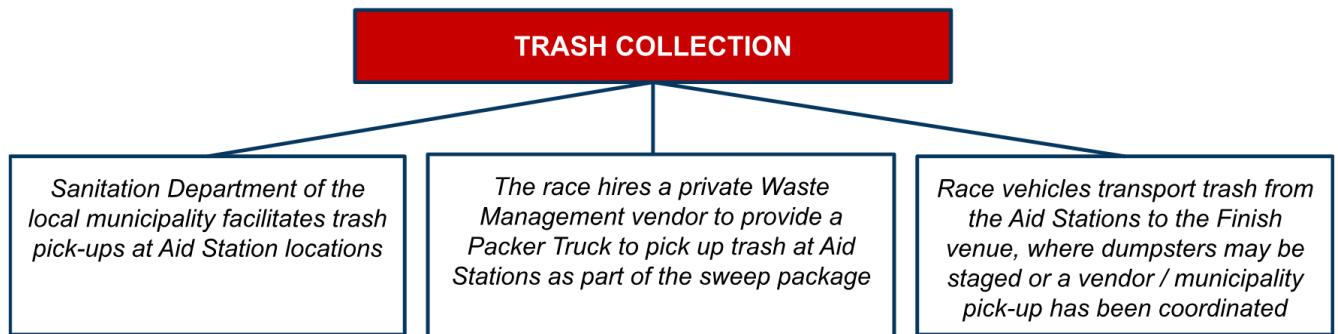 TRASH COLLECTION
Sanitation Department of the
local municipality facilitates trash
pick-ups at Aid Station locations
The race hires a private Waste
Management vendor to provide a
Packer Truck to pick up trash at Aid
Stations as part of the sweep package
Race vehicles transport trash from
the Aid Stations to the Finish
venue, where dumpsters may be
staged or a vendor / municipality
pick-up has been coordinated